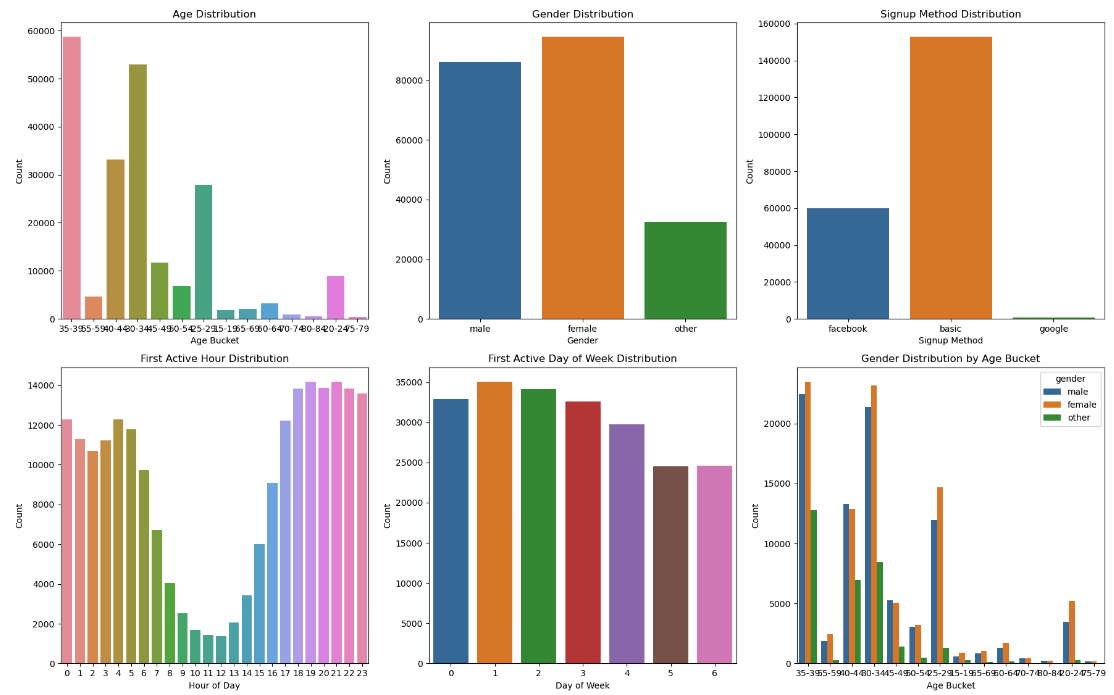 Age Distribution
Count
60000
50000
40000
30000
20000
10000
0
35-39 55-59 40-44 30-34 45-49 50-54 25-29 15-19 65-69 60-64 70-74 80-84 20-24 75-79
Age Bucket
Gender Distribution
Count
80000
60000
40000
20000
0
male female other
Gender
Signup Method Distribution
Count
160000
140000
120000
100000
80000
60000
40000
20000
0
facebook basic google
Signup Method
First Active Hour Distribution
Count
14000
12000
10000
8000
6000
4000
2000
0
0 1 2 3 4 5 6 7 8 9 10 11 12 13 14 15 16 17 18 19 20 21 22 23
Hour of Day
First Active Day of Week Distribution
Count
35000
30000
25000
20000
15000
10000
5000
0
0 1 2 3 4 5 6
Day of Week
Gender Distribution by Age Bucket
gender
male
female
other
Count
20000
15000
10000
5000
0
35-39 55-59 40-44 30-34 45-49 50-54 25-29 15-19 65-69 60-64 70-74 80-84 20-24 75-79
Age Bucket